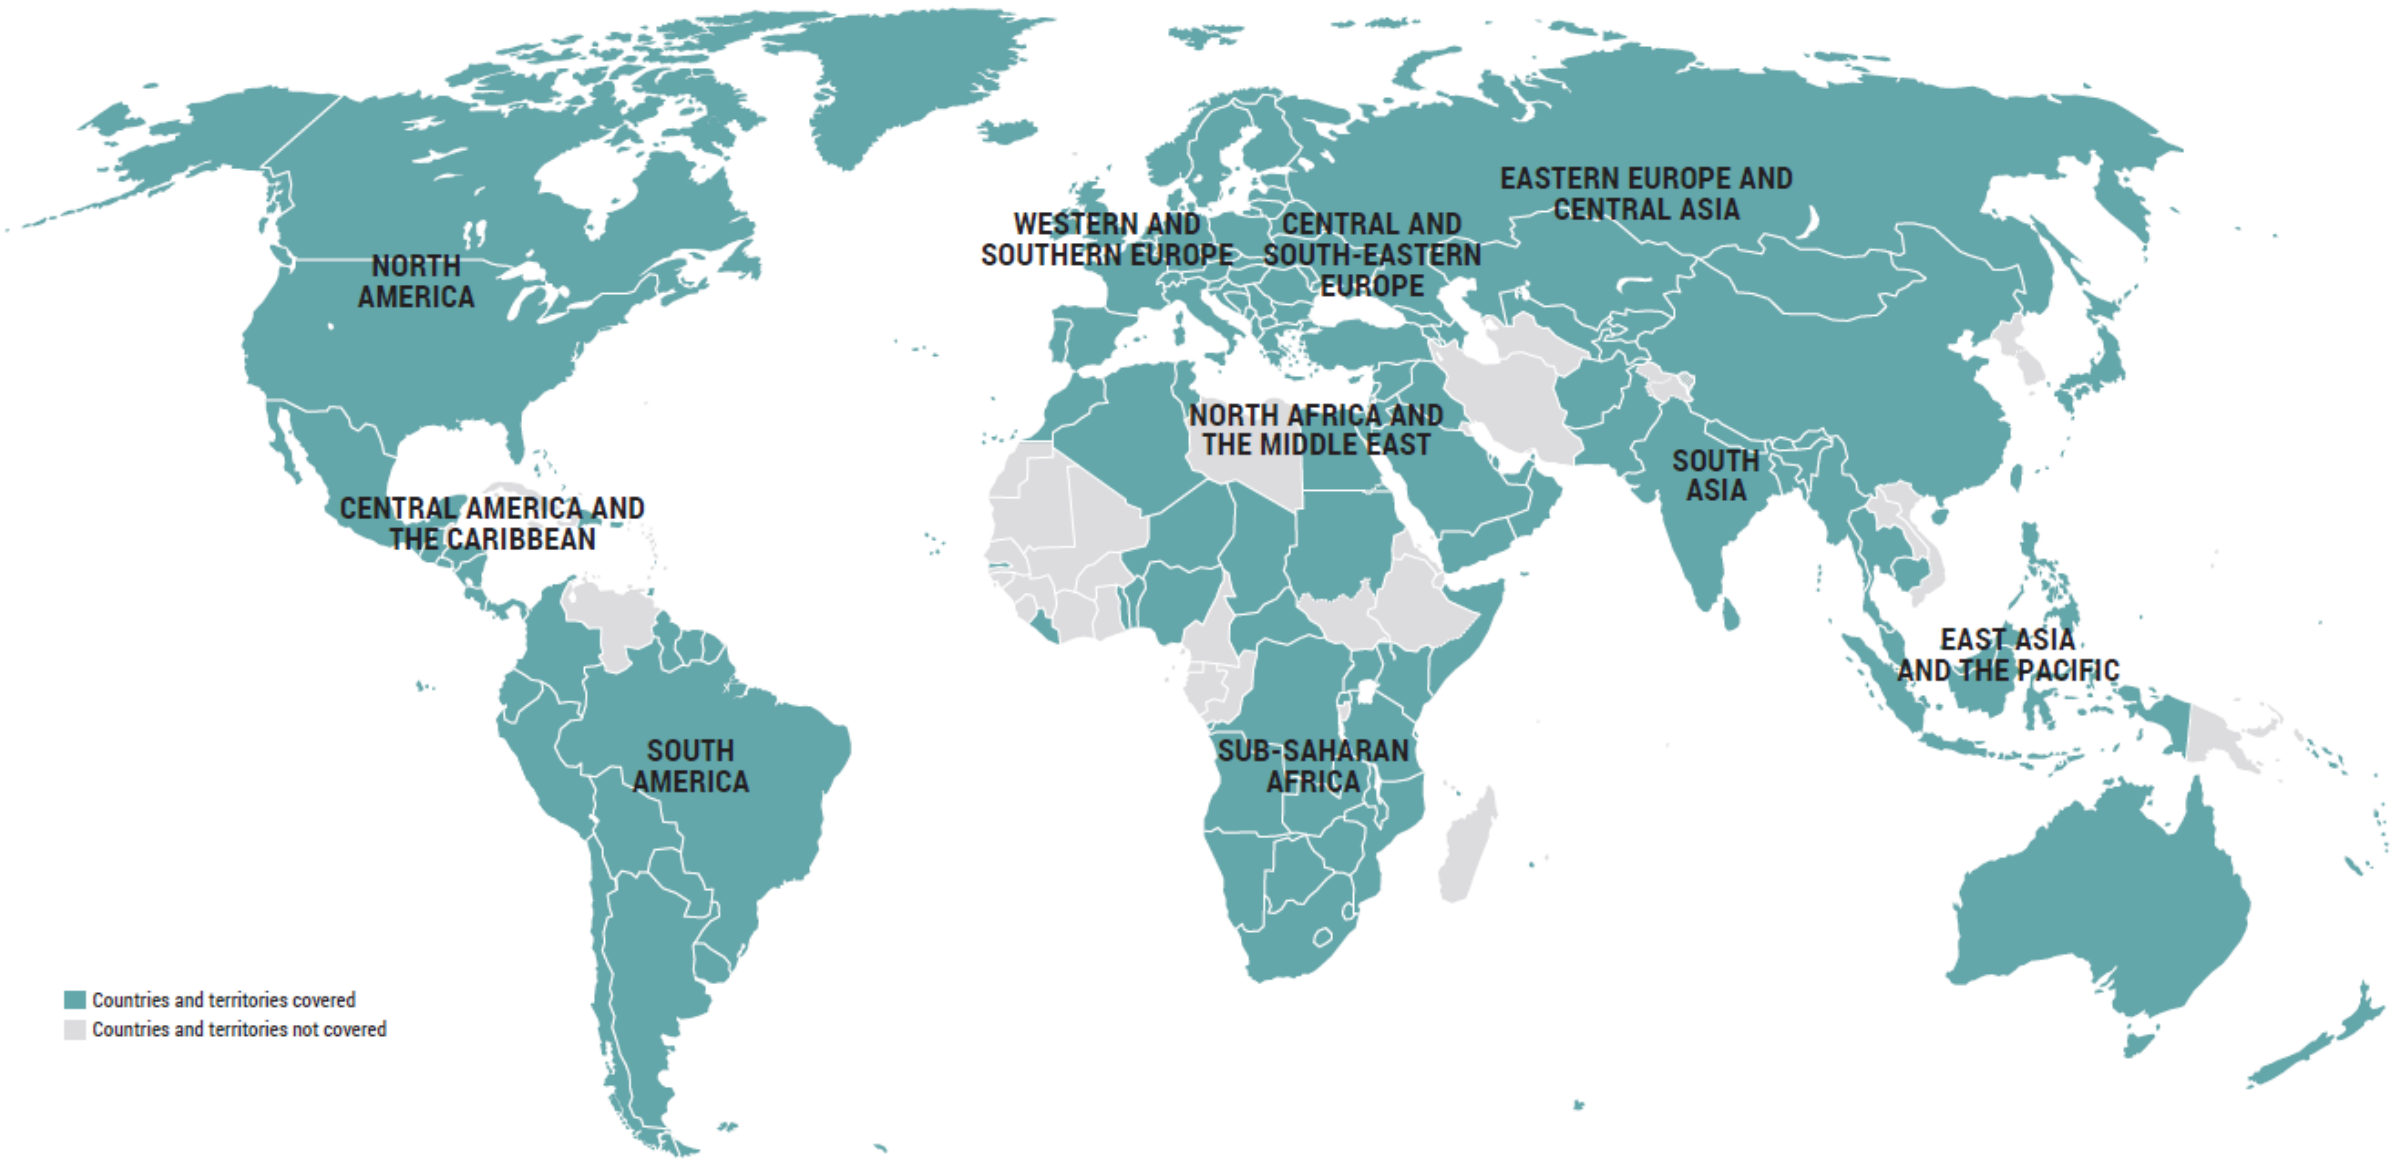 EASTERN EUROPE AND
CENTRAL ASIA
WESTERN AND
SOUTHERN EUROPE
CENTRAL AND
SOUTH-EASTERN
EUROPE
NORTH
AMERICA
NORTH AFRICA AND
THE MIDDLE EAST
SOUTH
ASIA
CENTRAL AMERICA AND
THE CARIBBEAN
EAST ASIA
AND THE PACIFIC
SOUTH
AMERICA
SUB-SAHARAN
AFRICA
Countries and territories covered
Countries and territories not covered